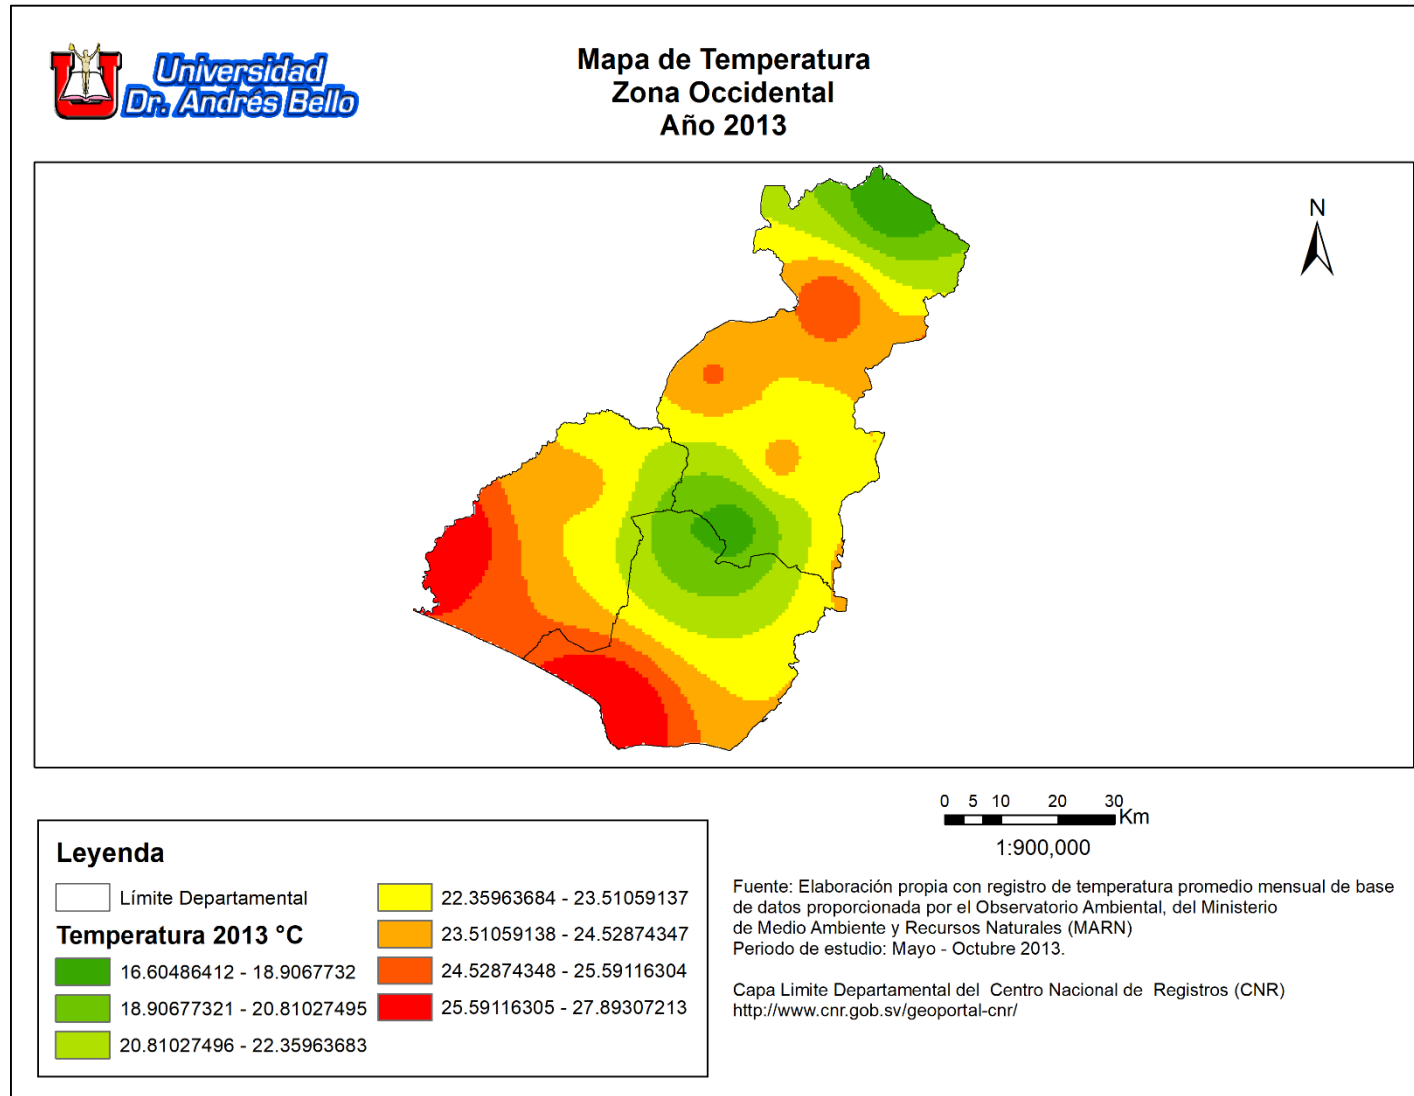 Universidad
Dr. Andrés Bello
Mapa de Temperatura
Zona Occidental
Año 2013
N
0 5 10 20 30
Km
1:900,000
Leyenda
Límite Departamental
Temperatura 2013 °C
16.60486412 - 18.9067732
18.90677321 - 20.81027495
20.81027496 - 22.35963683
22.35963684 - 23.51059137
23.51059138 - 24.52874347
24.52874348 - 25.59116304
25.59116305 - 27.89307213
Fuente: Elaboración propia con registro de temperatura promedio mensual de base
de datos proporcionada por el Observatorio Ambiental, del Ministerio
de Medio Ambiente y Recursos Naturales (MARN)
Periodo de estudio: Mayo - Octubre 2013.
Capa Limite Departamental del Centro Nacional de Registros (CNR)
http://www.cnr.gob.sv/geoportal-cnr/